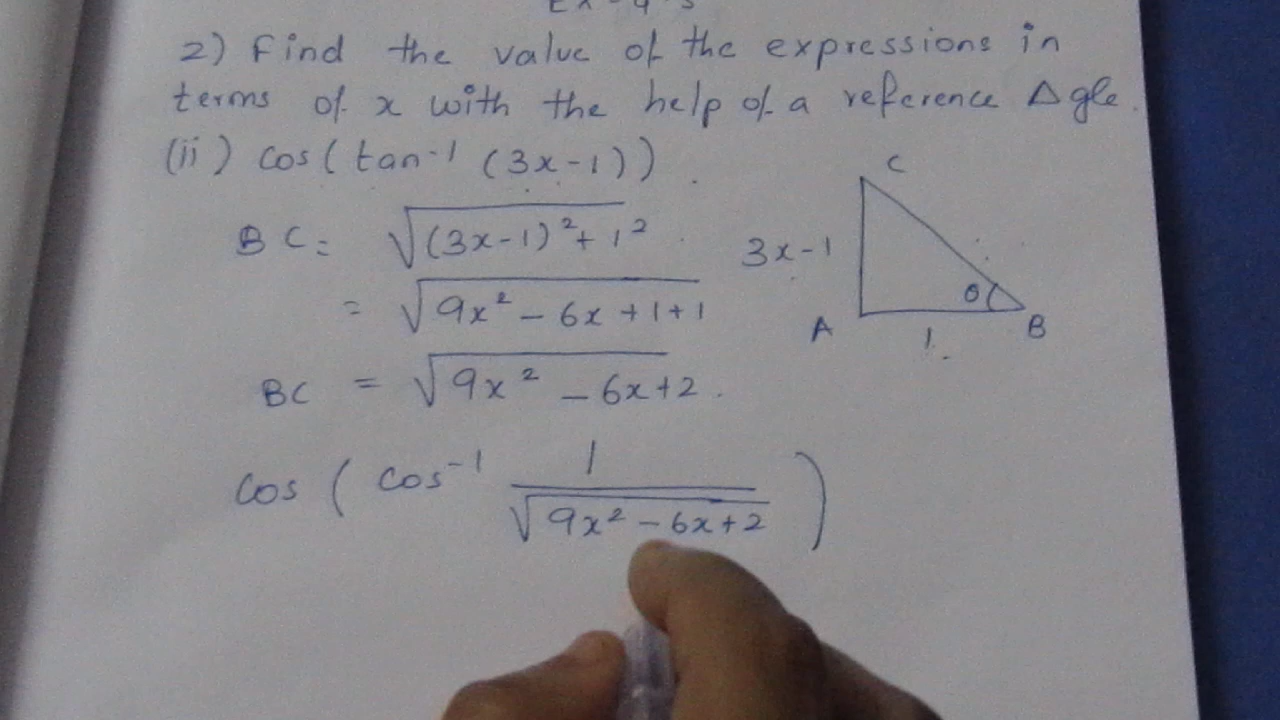 2) Find the value of the expressions in
terms of x with the help of a reference Δgle.
(ii) cos(tan⁻¹ (3x-1)).
BC = √((3x-1)² + 1²)
= √(9x² - 6x + 1 + 1)
BC = √(9x² - 6x + 2).
C
3x-1
θ
A
1.
B
cos ( cos⁻¹ 1/√(9x² - 6x + 2) )